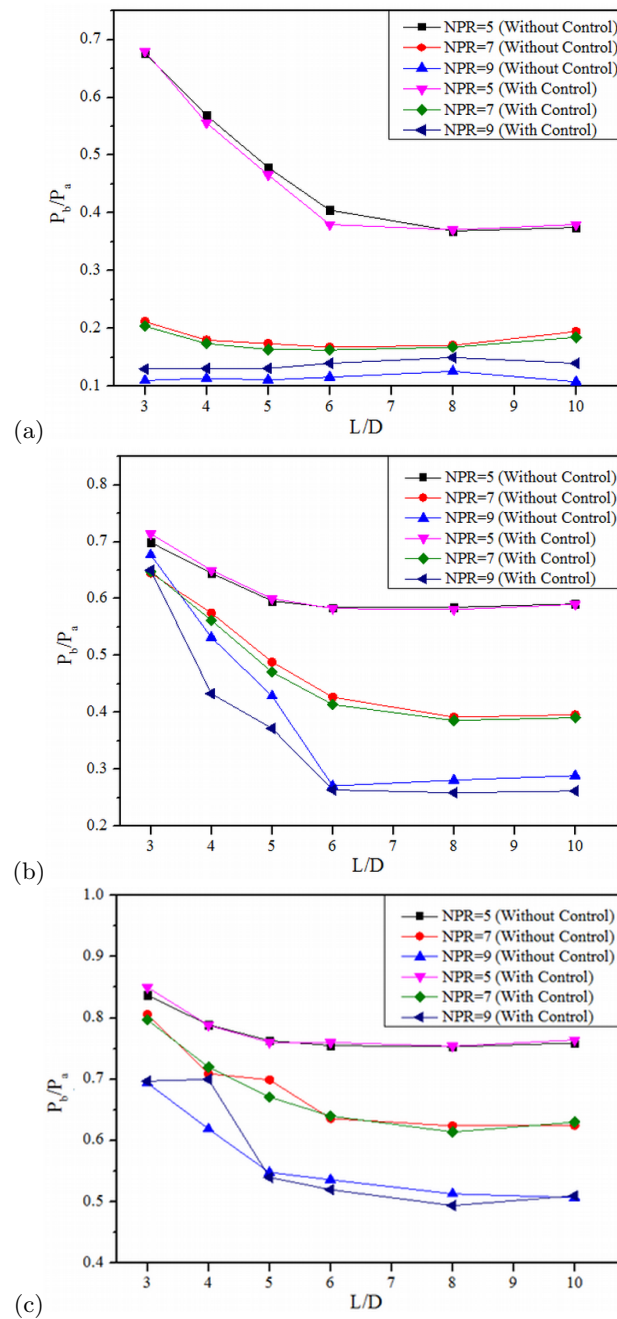 NPR=5 (Without Control)
NPR=7 (Without Control)
NPR=9 (Without Control)
NPR=5 (With Control)
NPR=7 (With Control)
NPR=9 (With Control)
0.7
0.6
0.5
0.4
0.3
0.2
0.1
P_b/P_a
3 4 5 6 7 8 9 10
L/D
(a)
NPR=5 (Without Control)
NPR=7 (Without Control)
NPR=9 (Without Control)
NPR=5 (With Control)
NPR=7 (With Control)
NPR=9 (With Control)
0.8
0.7
0.6
0.5
0.4
0.3
0.2
P_b/P_a
3 4 5 6 7 8 9 10
L/D
(b)
NPR=5 (Without Control)
NPR=7 (Without Control)
NPR=9 (Without Control)
NPR=5 (With Control)
NPR=7 (With Control)
NPR=9 (With Control)
1.0
0.9
0.8
0.7
0.6
0.5
0.4
P_b/P_a
3 4 5 6 7 8 9 10
L/D
(c)